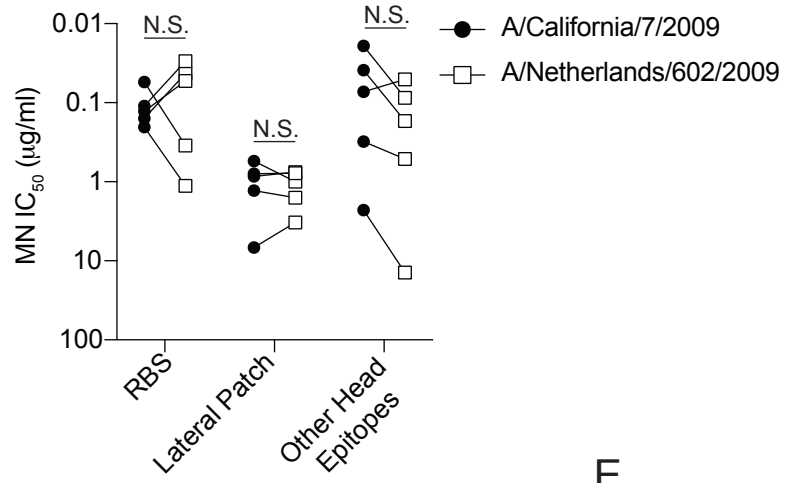 N.S.
N.S.
N.S.
A/California/7/2009
A/Netherlands/602/2009
MN IC50 (μg/ml)
0.01
0.1
1
10
100
RBS
Lateral Patch
Other Head
Epitopes